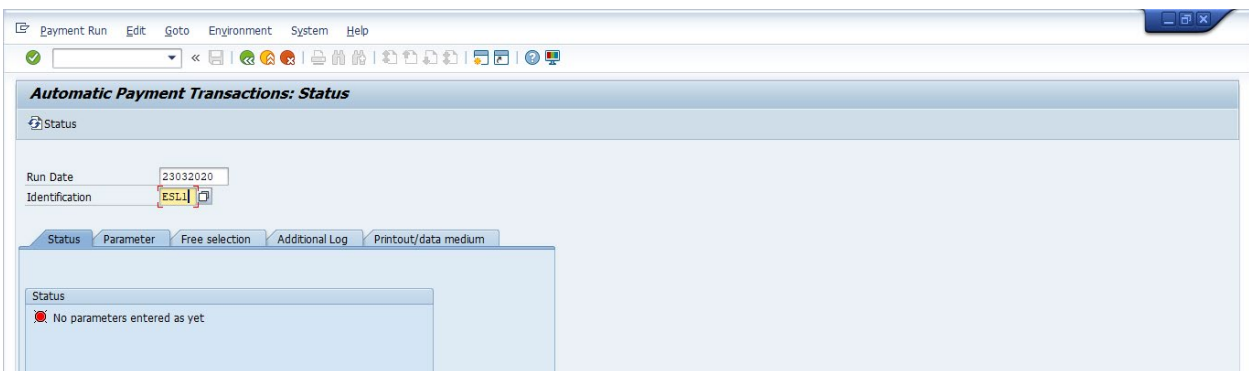 Payment Run Edit Goto Environment System Help
Automatic Payment Transactions: Status
Status
Run Date 23032020
Identification ESL1
Status Parameter Free selection Additional Log Printout/data medium
Status
No parameters entered as yet